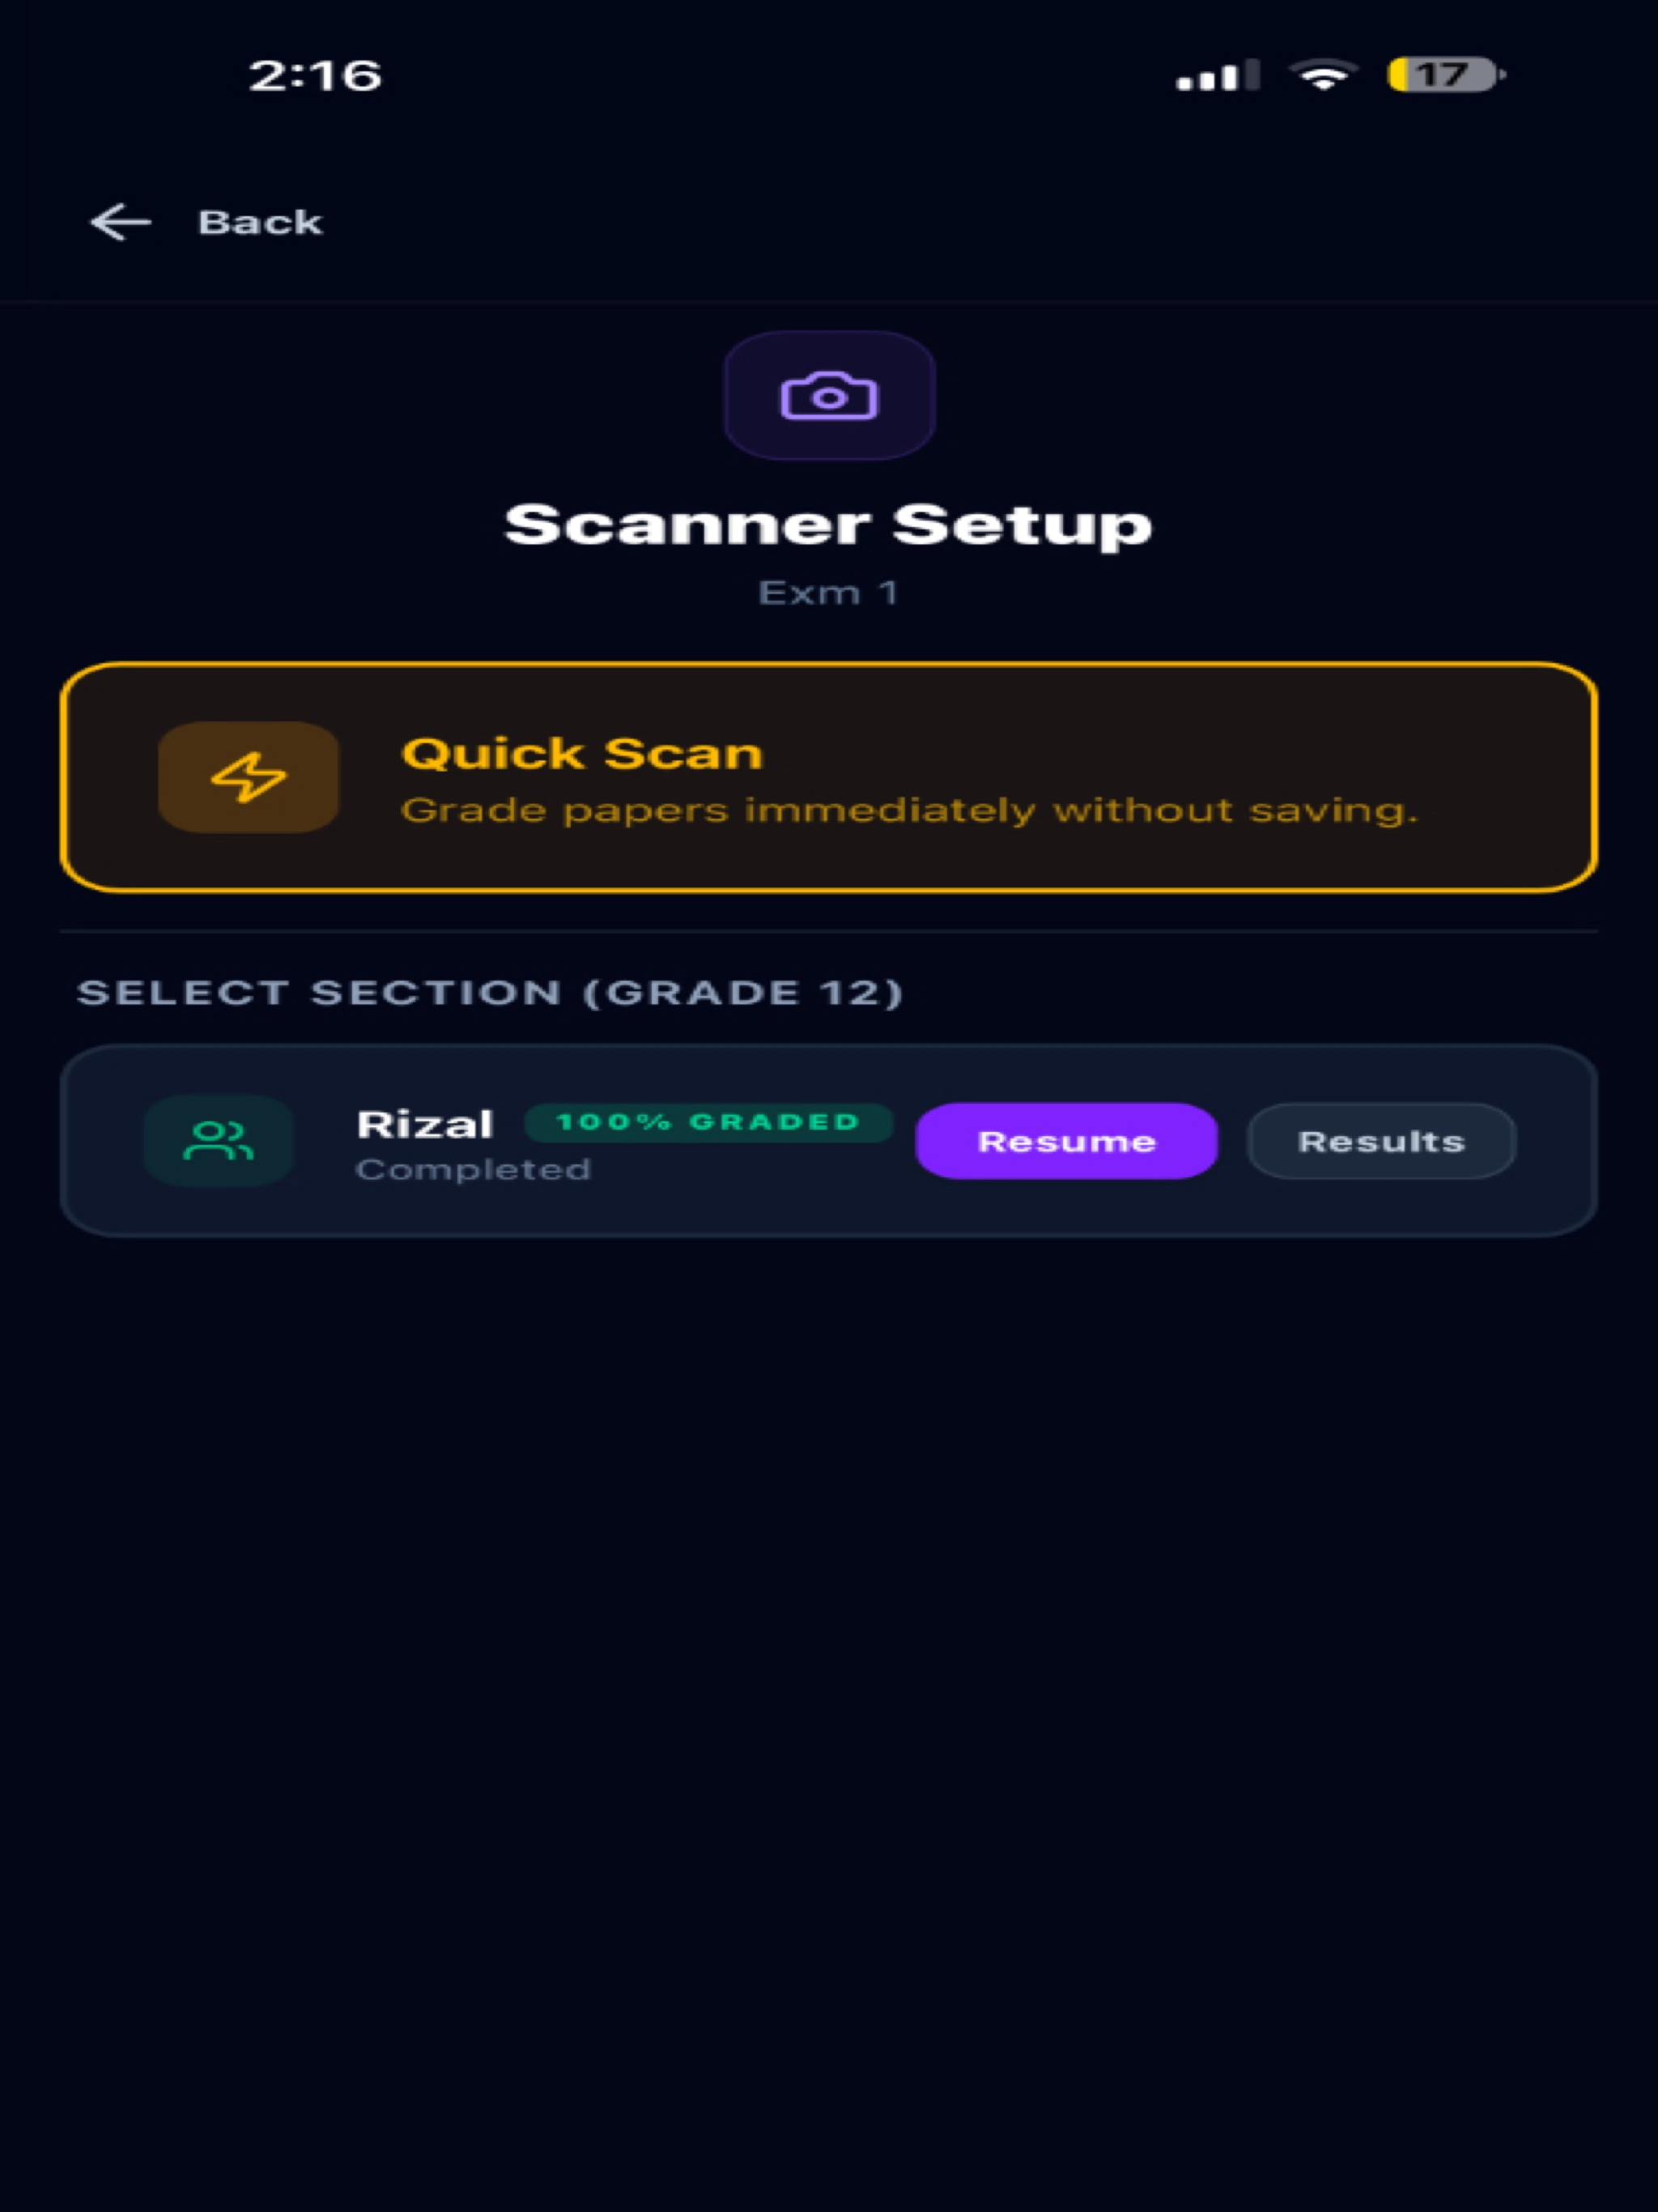 2:16
17
Back
Scanner Setup
Exm 1
Quick Scan
Grade papers immediately without saving.
SELECT SECTION (GRADE 12)
Rizal 100% GRADED
Completed
Resume
Results